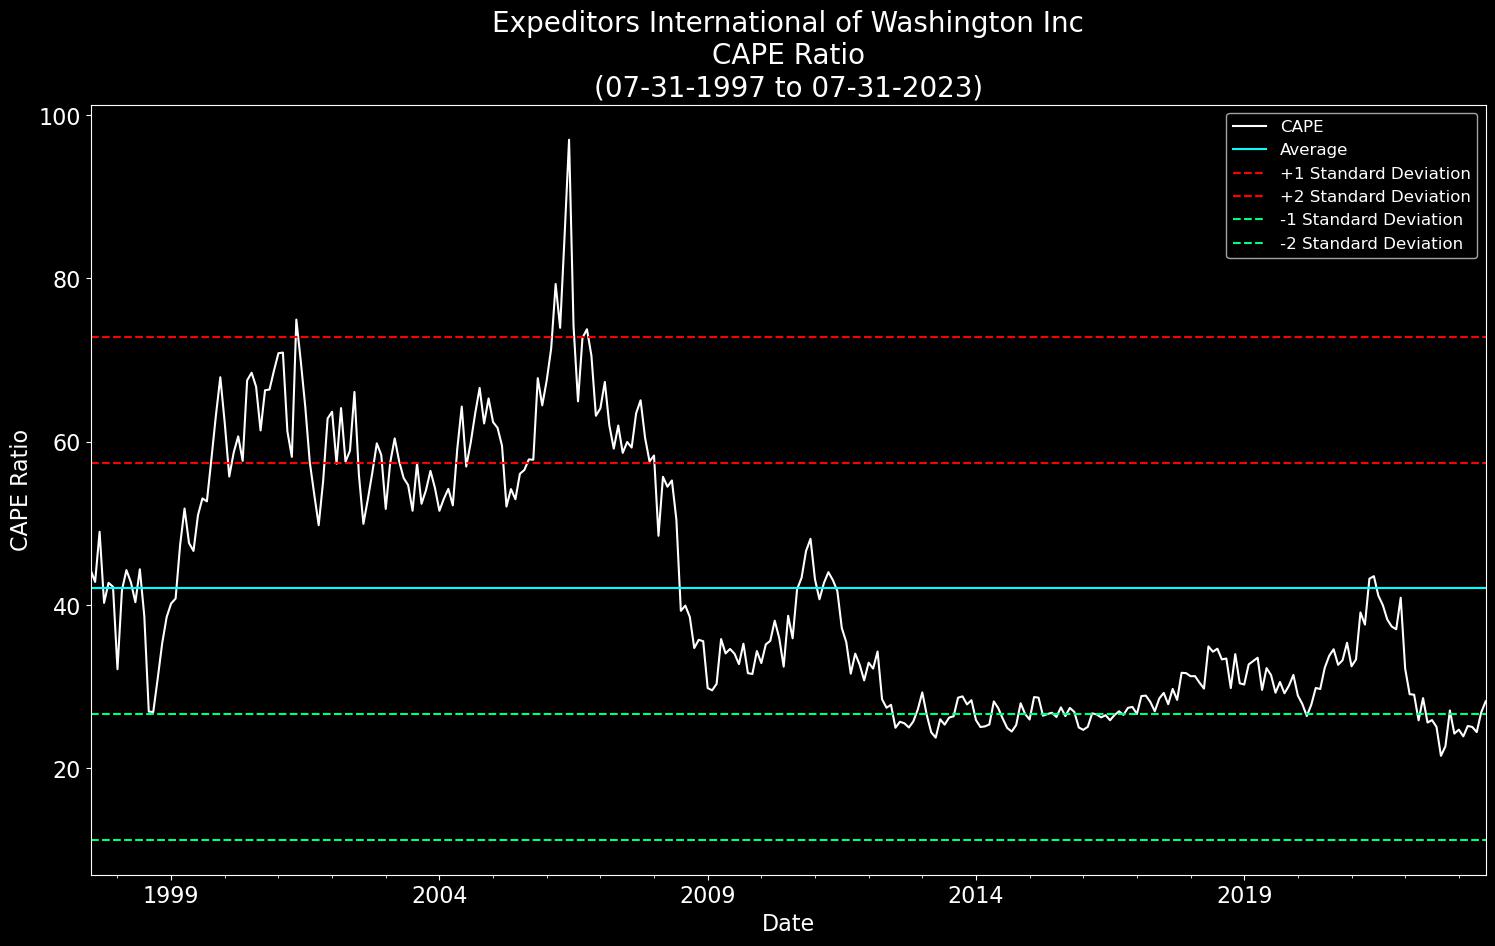 Expeditors International of Washington Inc
CAPE Ratio
(07-31-1997 to 07-31-2023)
CAPE
Average
+1 Standard Deviation
+2 Standard Deviation
-1 Standard Deviation
-2 Standard Deviation
CAPE Ratio
100
80
60
40
20
1999
2004
2009
2014
2019
Date